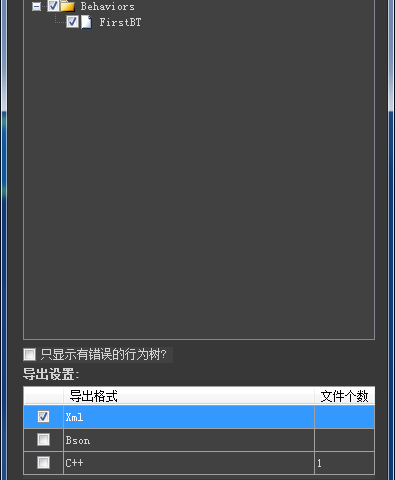 Behaviors
FirstBT
只显示有错误的行为树?
导出设置:
导出格式 文件个数
Xml
Bson
C++ 1